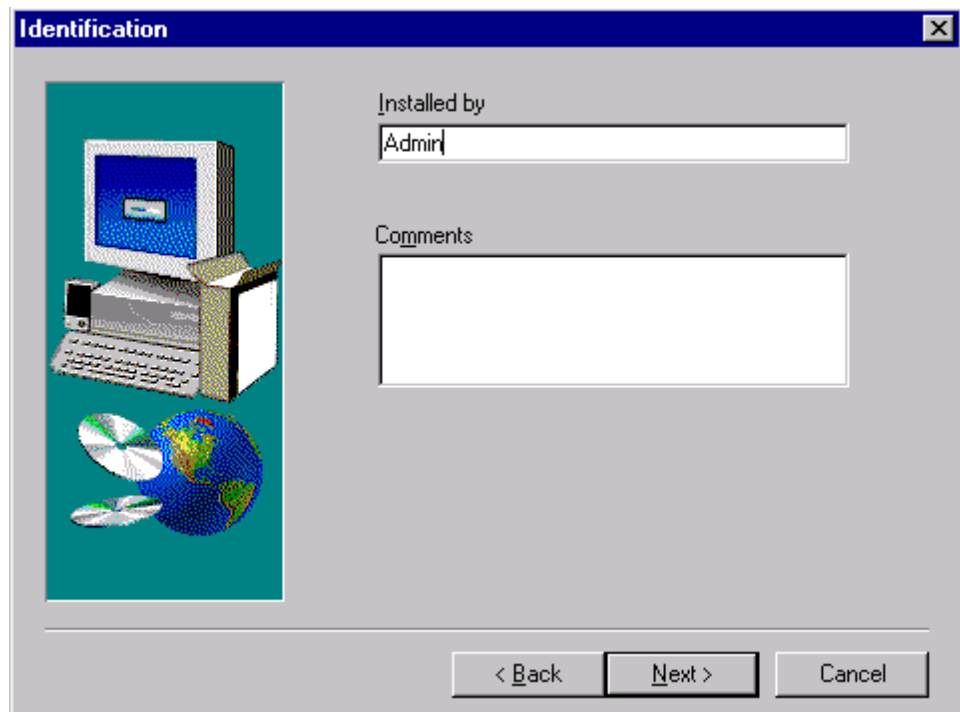 Identification
Installed by
Admin
Comments
< Back
Next >
Cancel